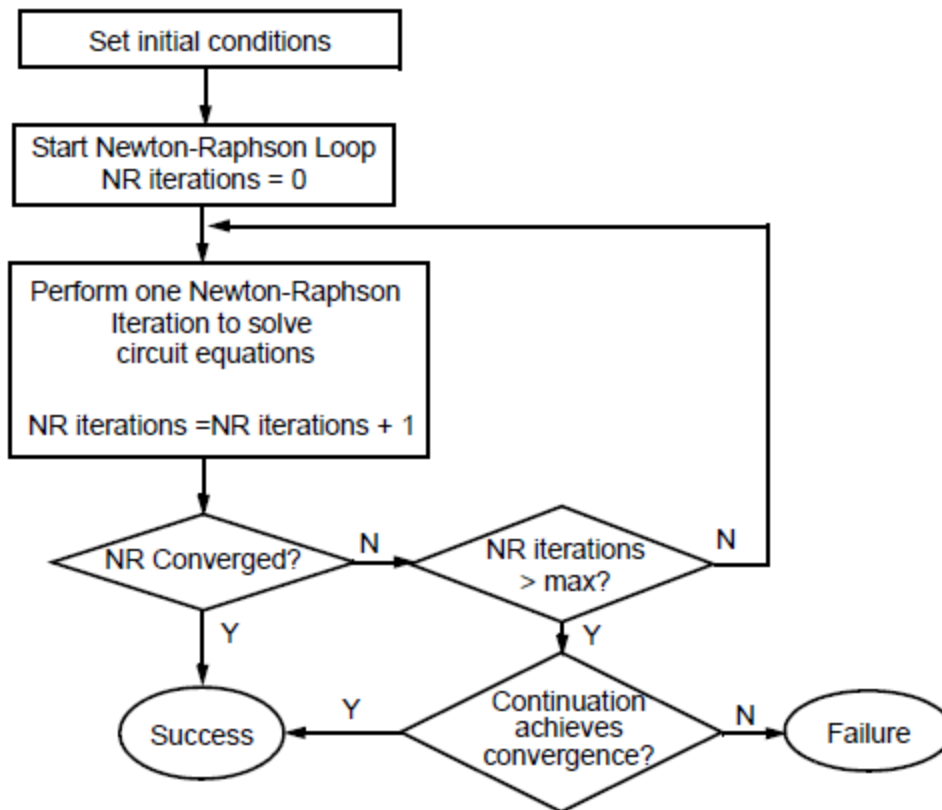 Set initial conditions
Start Newton-Raphson Loop
NR iterations = 0
Perform one Newton-Raphson
Iteration to solve
circuit equations
NR iterations =NR iterations + 1
NR Converged?
N
NR iterations
> max?
N
Y
Y
Success
Y
Continuation
achieves
convergence?
N
Failure